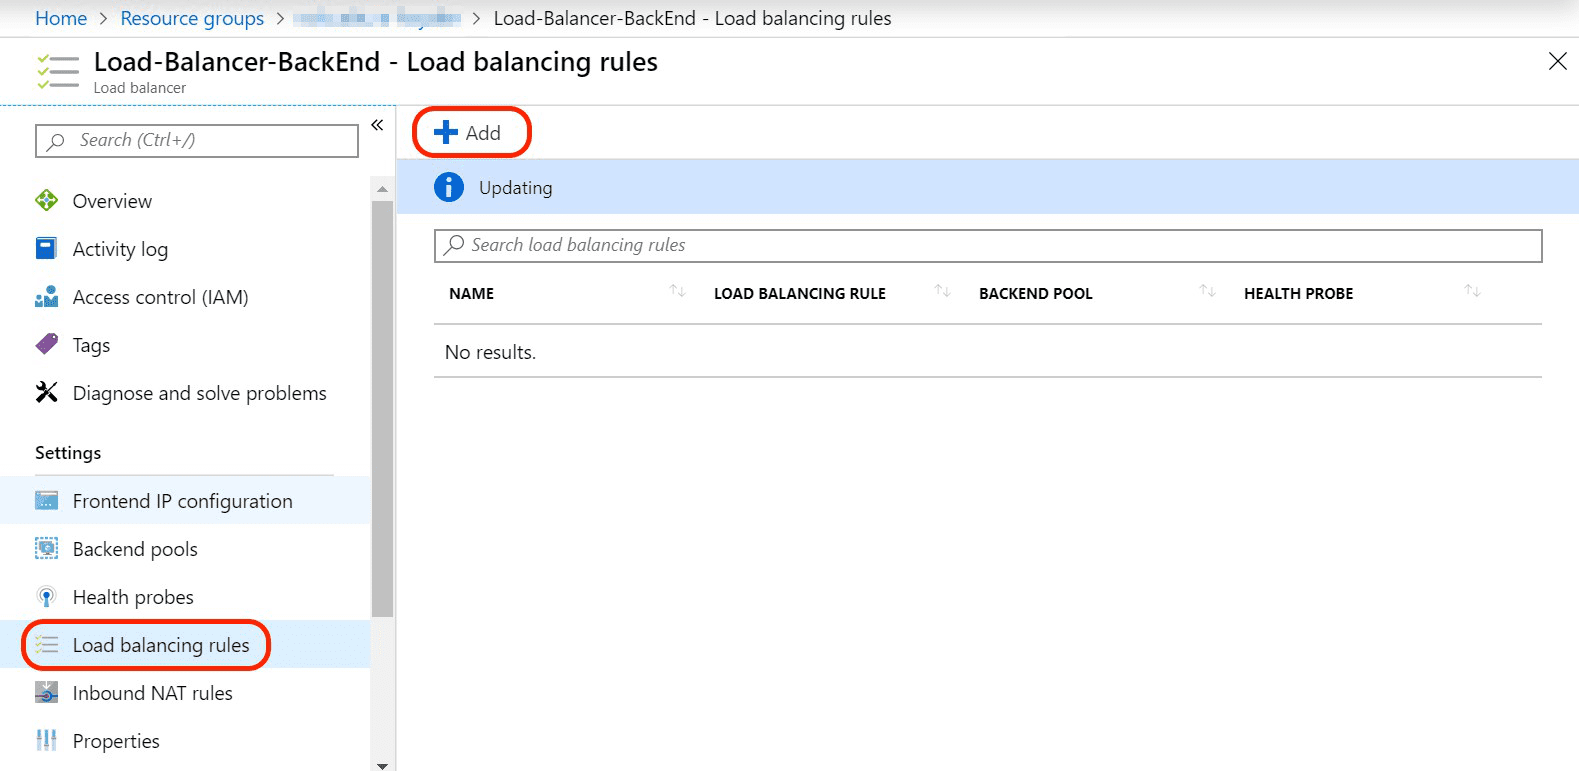 Home > Resource groups > > Load-Balancer-BackEnd - Load balancing rules
Load-Balancer-BackEnd - Load balancing rules
Load balancer
Search (Ctrl+/)
Overview
Activity log
Access control (IAM)
Tags
Diagnose and solve problems
Settings
Frontend IP configuration
Backend pools
Health probes
Load balancing rules
Inbound NAT rules
Properties
Add
Updating
Search load balancing rules
NAME LOAD BALANCING RULE BACKEND POOL HEALTH PROBE
No results.